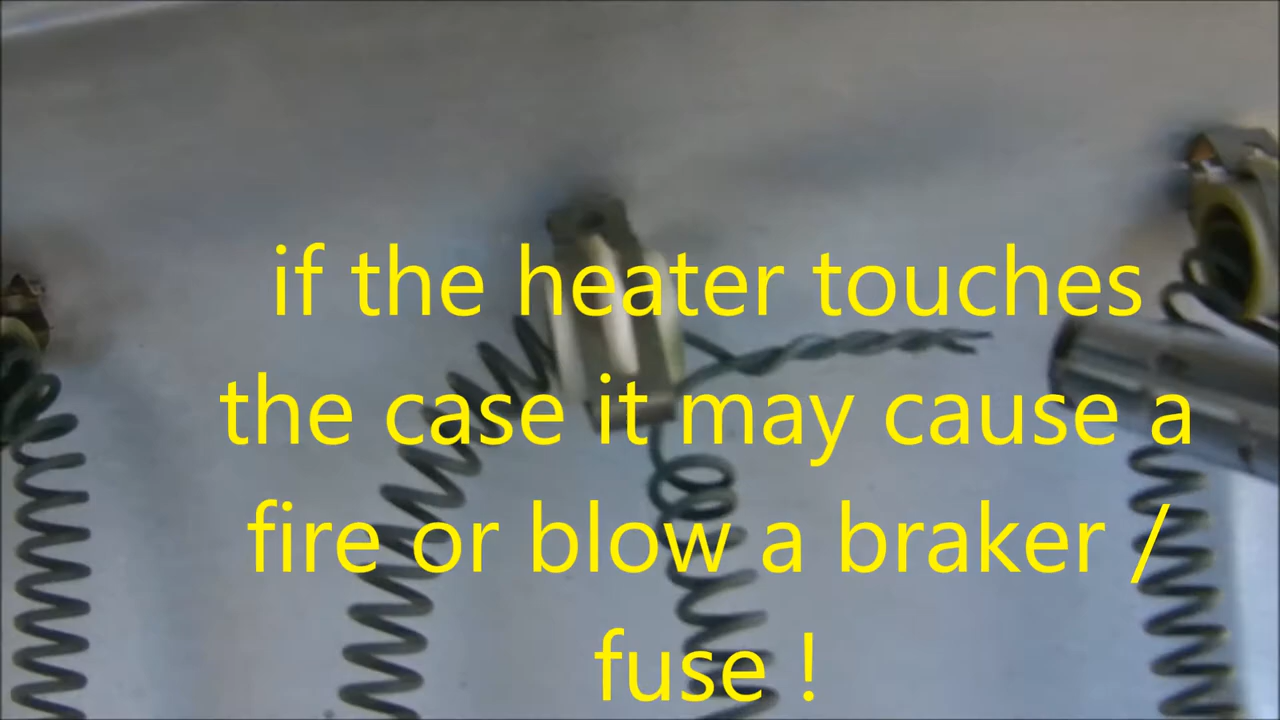 if the heater touches
the case it may cause a
fire or blow a braker /
fuse !